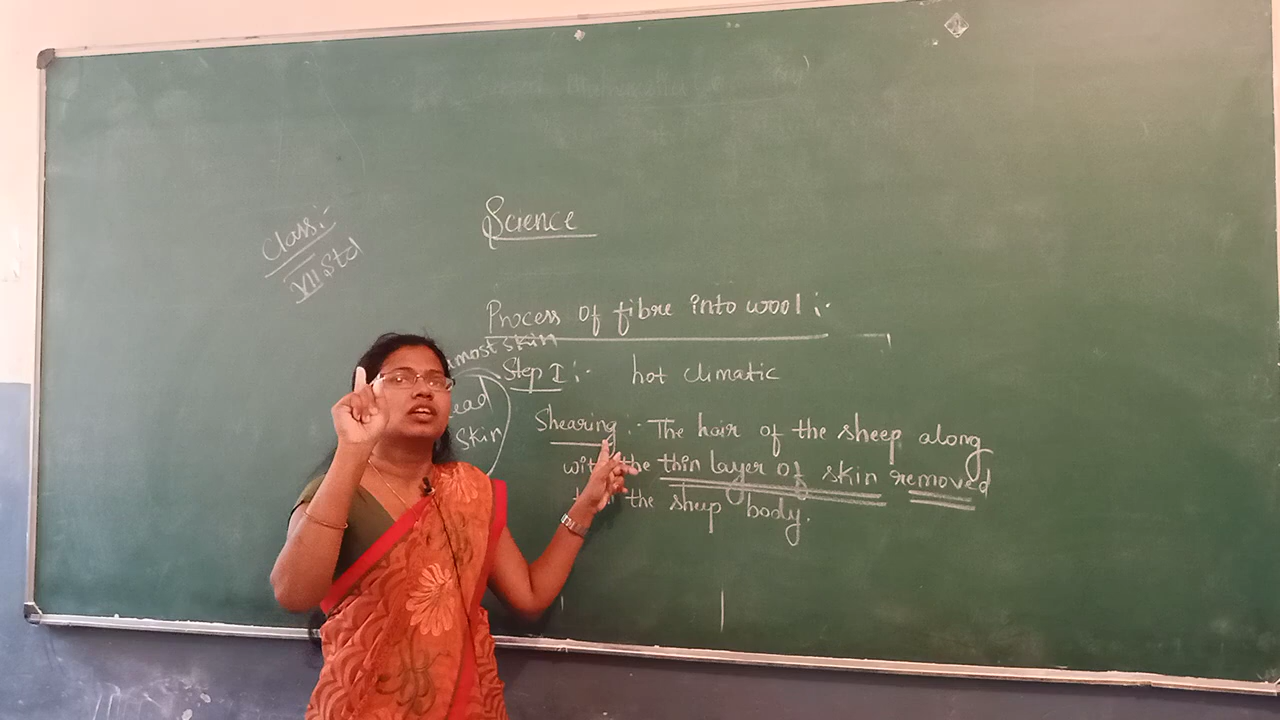 Science
Class:-
VII Std
Process of fibre into wool:-
most skin
Step I:- hot climatic
ead
skin
Shearing:- The hair of the sheep along
with the thin layer of skin removed
the sheep body.